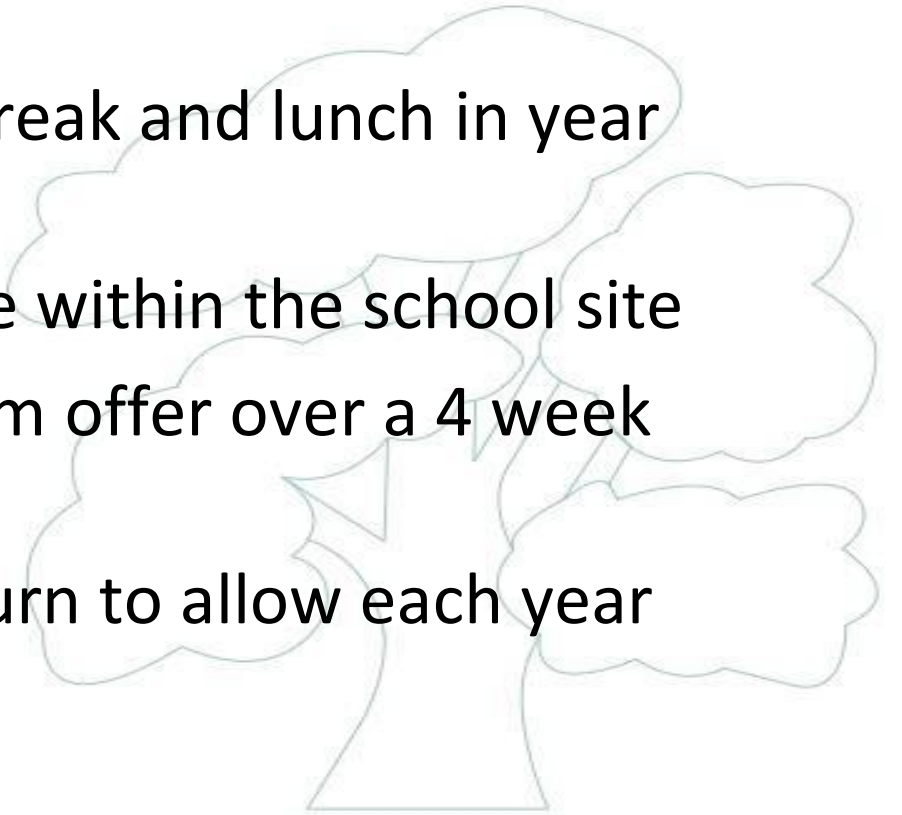 reak and lunch in year
e within the school site
m offer over a 4 week
urn to allow each year